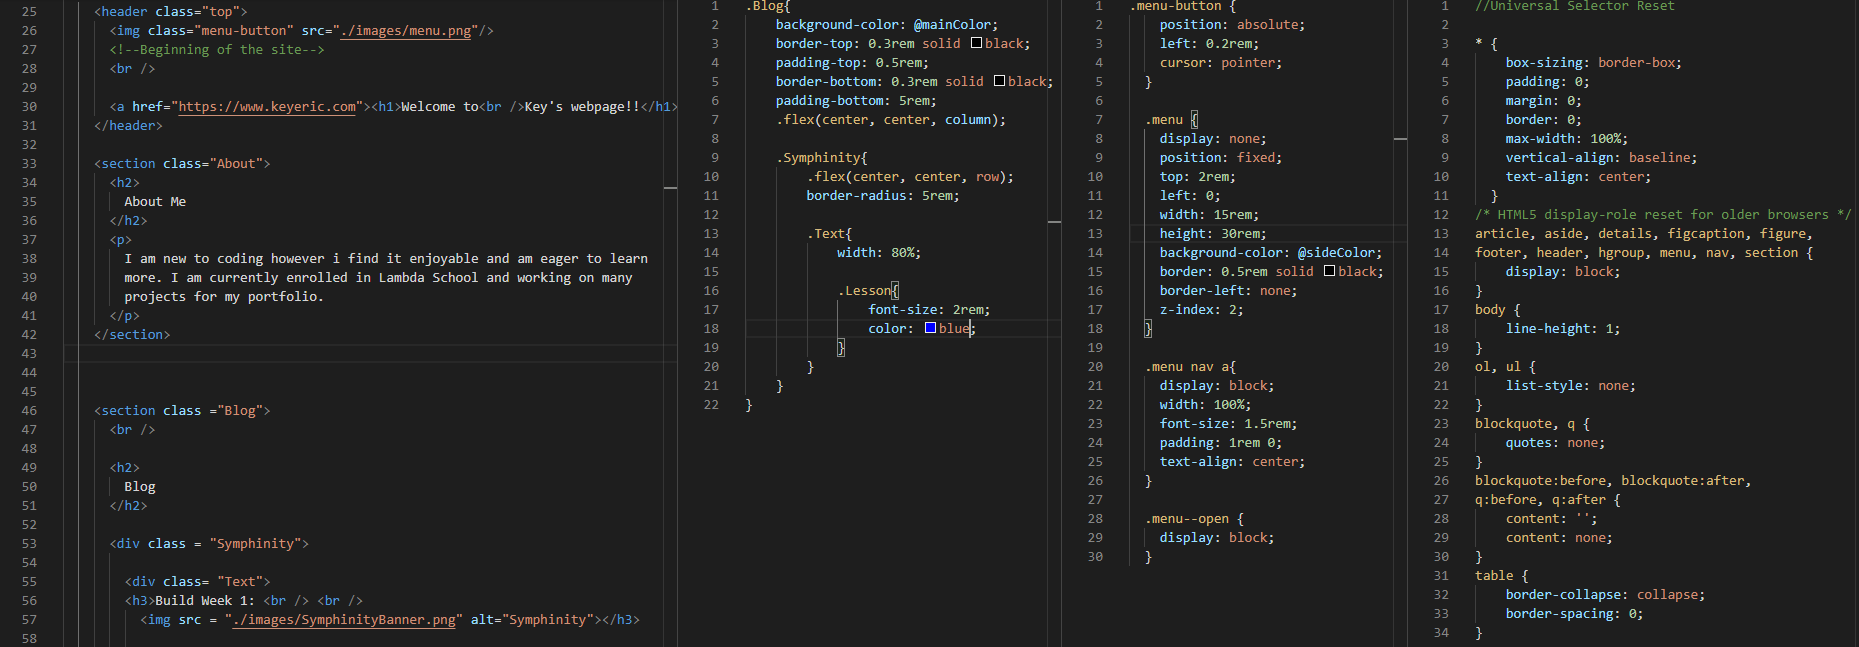 25 <header class="top">
26 <img class="menu-button" src="./images/menu.png"/>
27 <!--Beginning of the site-->
28 <br />
29
30 <a href="https://www.keyeric.com"><h1>Welcome to<br />Key's webpage!!</h1>
31 </header>
32
33 <section class="About">
34 <h2>
35 About Me
36 </h2>
37 <p>
38 I am new to coding however i find it enjoyable and am eager to learn
39 more. I am currently enrolled in Lambda School and working on many
40 projects for my portfolio.
41 </p>
42 </section>
43
44
45
46 <section class ="Blog">
47 <br />
48
49 <h2>
50 Blog
51 </h2>
52
53 <div class = "Symphinity">
54
55 <div class= "Text">
56 <h3>Build Week 1: <br /> <br />
57 <img src = "./images/SymphinityBanner.png" alt="Symphinity"></h3>
58
1 .Blog{
2 background-color: @mainColor;
3 border-top: 0.3rem solid black;
4 padding-top: 0.5rem;
5 border-bottom: 0.3rem solid black;
6 padding-bottom: 5rem;
7 .flex(center, center, column);
8
9 .Symphinity{
10 .flex(center, center, row);
11 border-radius: 5rem;
12
13 .Text{
14 width: 80%;
15
16 .Lesson{
17 font-size: 2rem;
18 color: blue;
19 }
20 }
21 }
22 }
1 .menu-button {
2 position: absolute;
3 left: 0.2rem;
4 cursor: pointer;
5 }
6
7 .menu {
8 display: none;
9 position: fixed;
10 top: 2rem;
11 left: 0;
12 width: 15rem;
13 height: 30rem;
14 background-color: @sideColor;
15 border: 0.5rem solid black;
16 border-left: none;
17 z-index: 2;
18 }
19
20 .menu nav a{
21 display: block;
22 width: 100%;
23 font-size: 1.5rem;
24 padding: 1rem 0;
25 text-align: center;
26 }
27
28 .menu--open {
29 display: block;
30 }
1 //Universal Selector Reset
2
3 * {
4 box-sizing: border-box;
5 padding: 0;
6 margin: 0;
7 border: 0;
8 max-width: 100%;
9 vertical-align: baseline;
10 text-align: center;
11 }
12 /* HTML5 display-role reset for older browsers */
13 article, aside, details, figcaption, figure,
14 footer, header, hgroup, menu, nav, section {
15 display: block;
16 }
17 body {
18 line-height: 1;
19 }
20 ol, ul {
21 list-style: none;
22 }
23 blockquote, q {
24 quotes: none;
25 }
26 blockquote:before, blockquote:after,
27 q:before, q:after {
28 content: '';
29 content: none;
30 }
31 table {
32 border-collapse: collapse;
33 border-spacing: 0;
34 }